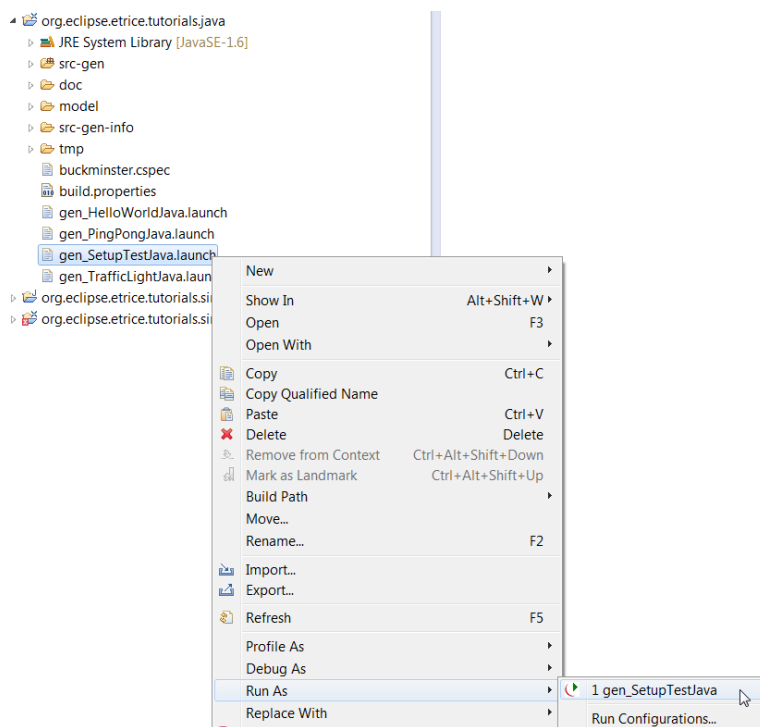 org.eclipse.etrice.tutorials.java
JRE System Library [JavaSE-1.6]
src-gen
doc
model
src-gen-info
tmp
buckminster.cspec
build.properties
gen_HelloWorldJava.launch
gen_PingPongJava.launch
gen_SetupTestJava.launch
gen_TrafficLightJava.laun
org.eclipse.etrice.tutorials.si
org.eclipse.etrice.tutorials.si
New
Show In Alt+Shift+W
Open F3
Open With
Copy Ctrl+C
Copy Qualified Name
Paste Ctrl+V
Delete Delete
Remove from Context Ctrl+Alt+Shift+Down
Mark as Landmark Ctrl+Alt+Shift+Up
Build Path
Move...
Rename... F2
Import...
Export...
Refresh F5
Profile As
Debug As
Run As
Replace With
1 gen_SetupTestJava
Run Configurations...